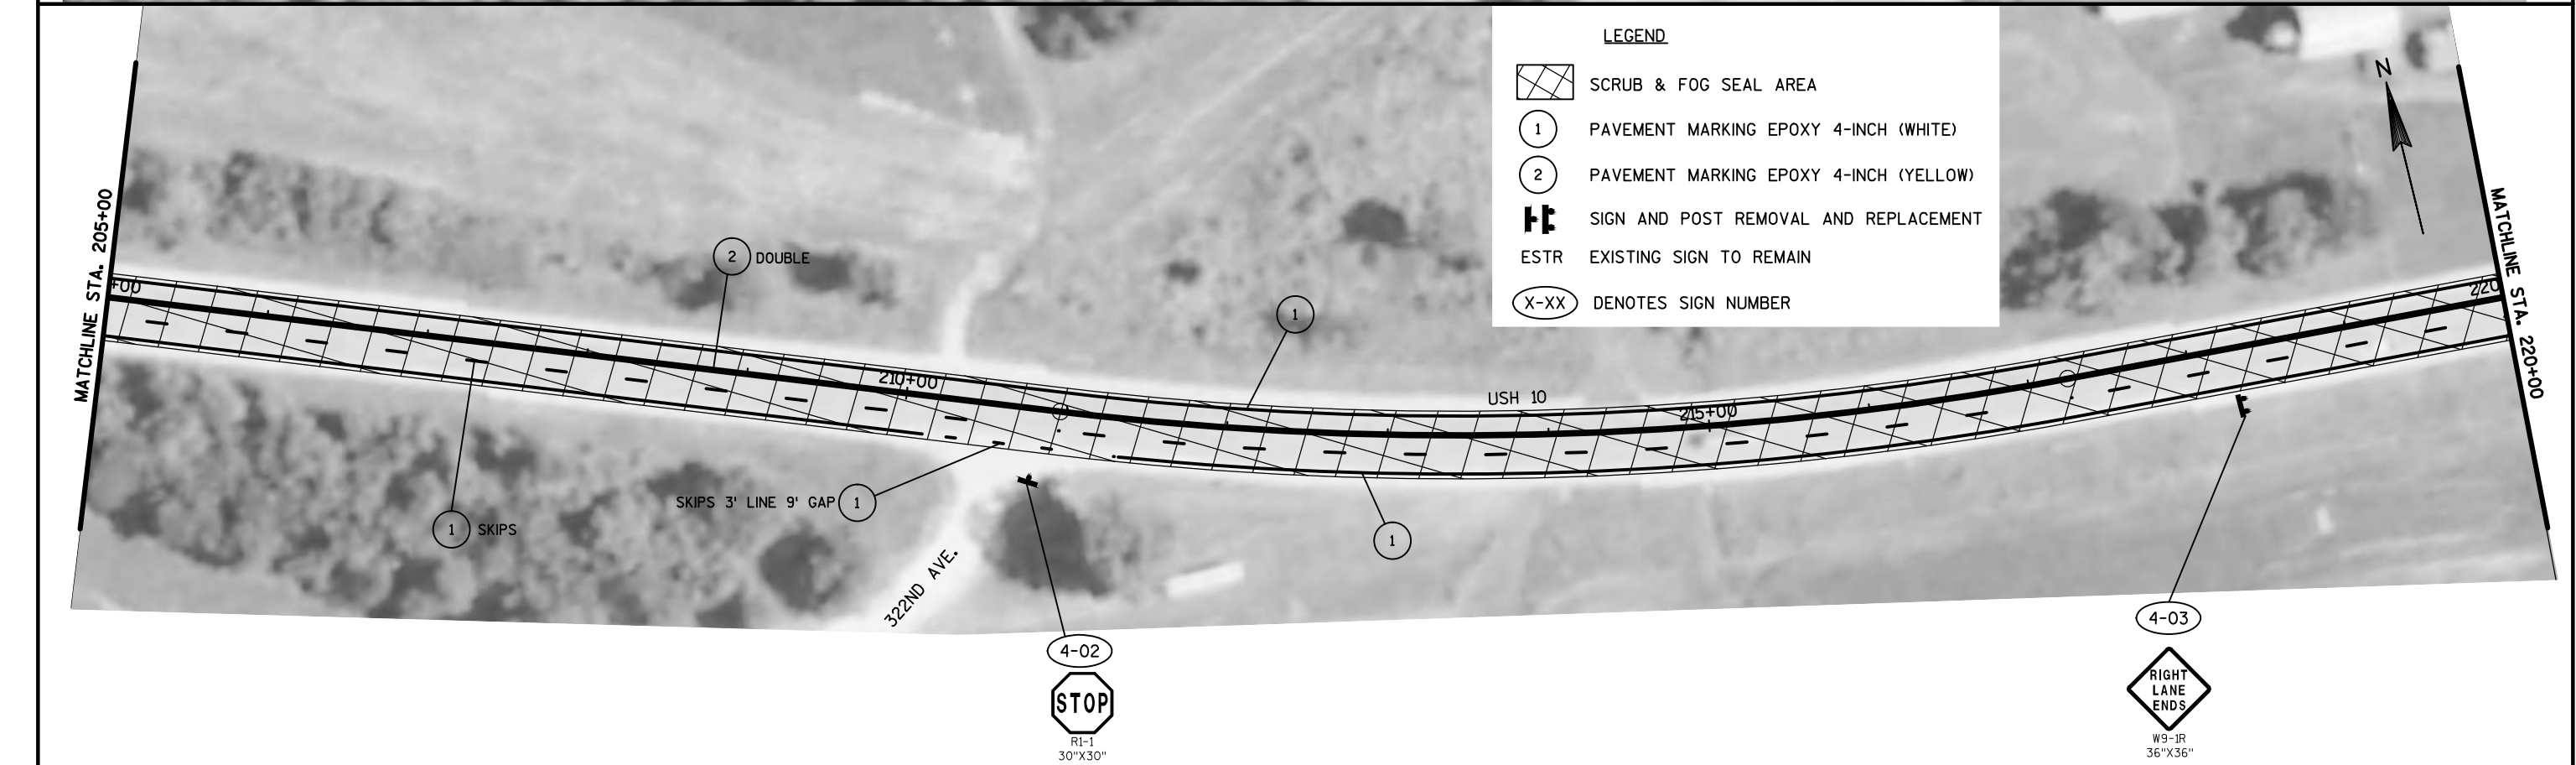 LEGEND
SCRUB & FOG SEAL AREA
1 PAVEMENT MARKING EPOXY 4-INCH (WHITE)
2 PAVEMENT MARKING EPOXY 4-INCH (YELLOW)
SIGN AND POST REMOVAL AND REPLACEMENT
ESTR EXISTING SIGN TO REMAIN
X-XX DENOTES SIGN NUMBER
N
MATCHLINE STA. 205+00
+00
2 DOUBLE
210+00
1
USH 10
215+00
220
MATCHLINE STA. 220+00
1 SKIPS
SKIPS 3' LINE 9' GAP 1
1
322ND AVE.
4-02
STOP
R1-1
30"X30"
4-03
RIGHT
LANE
ENDS
W9-1R
36"X36"